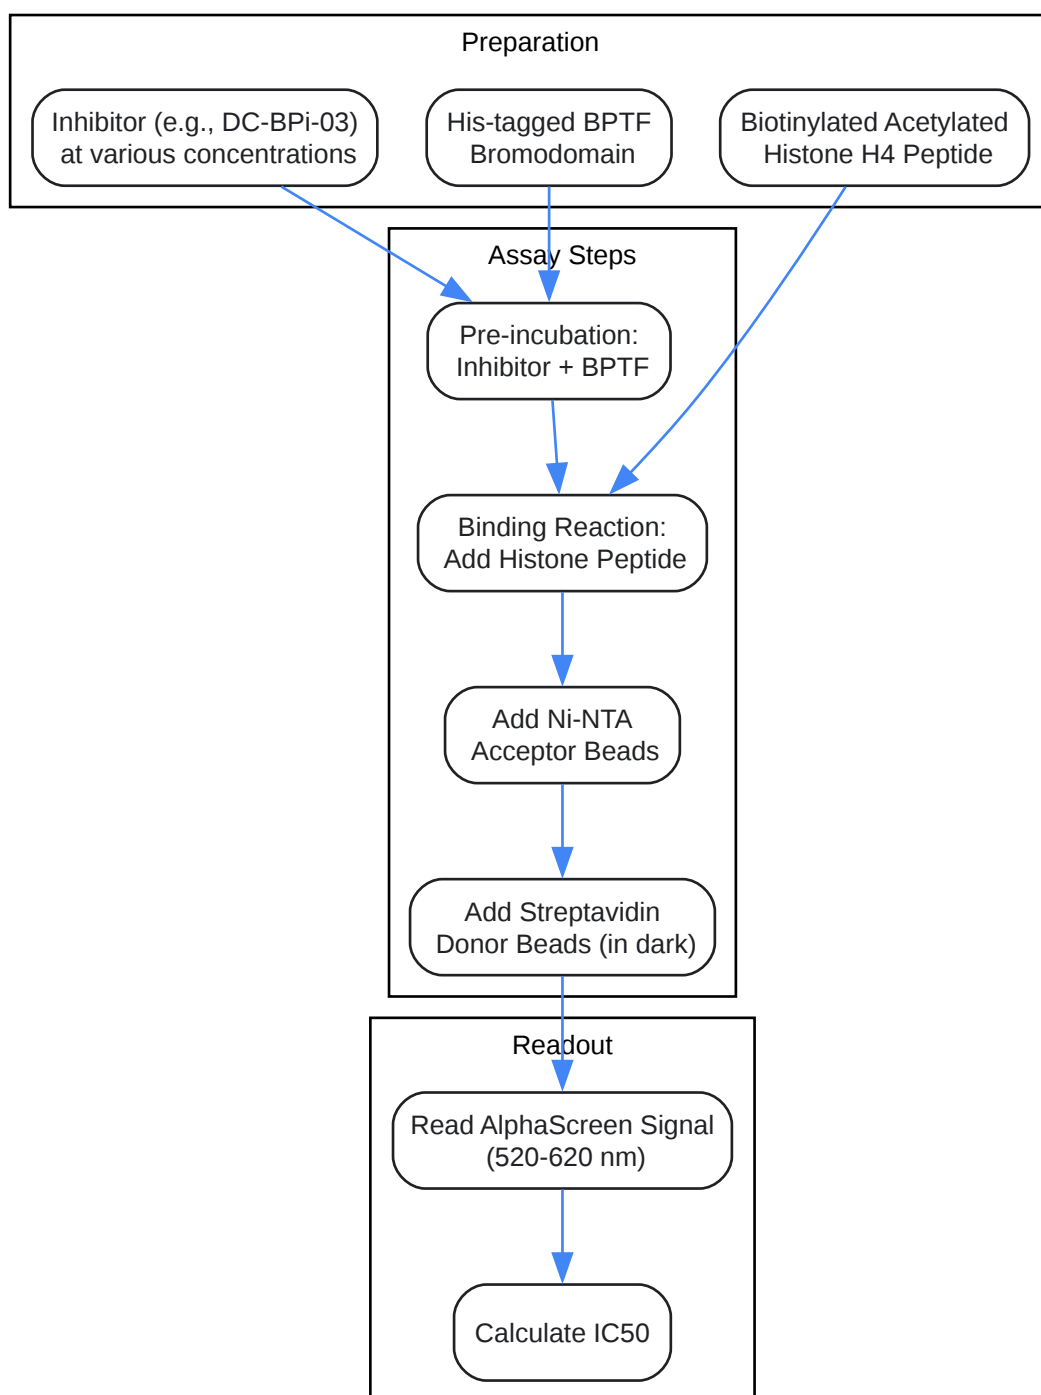 Preparation
Inhibitor (e.g., DC-BPi-03)
at various concentrations
His-tagged BPTF
Bromodomain
Biotinylated Acetylated
Histone H4 Peptide
Assay Steps
Pre-incubation:
Inhibitor + BPTF
Binding Reaction:
Add Histone Peptide
Add Ni-NTA
Acceptor Beads
Add Streptavidin
Donor Beads (in dark)
Readout
Read AlphaScreen Signal
(520-620 nm)
Calculate IC50